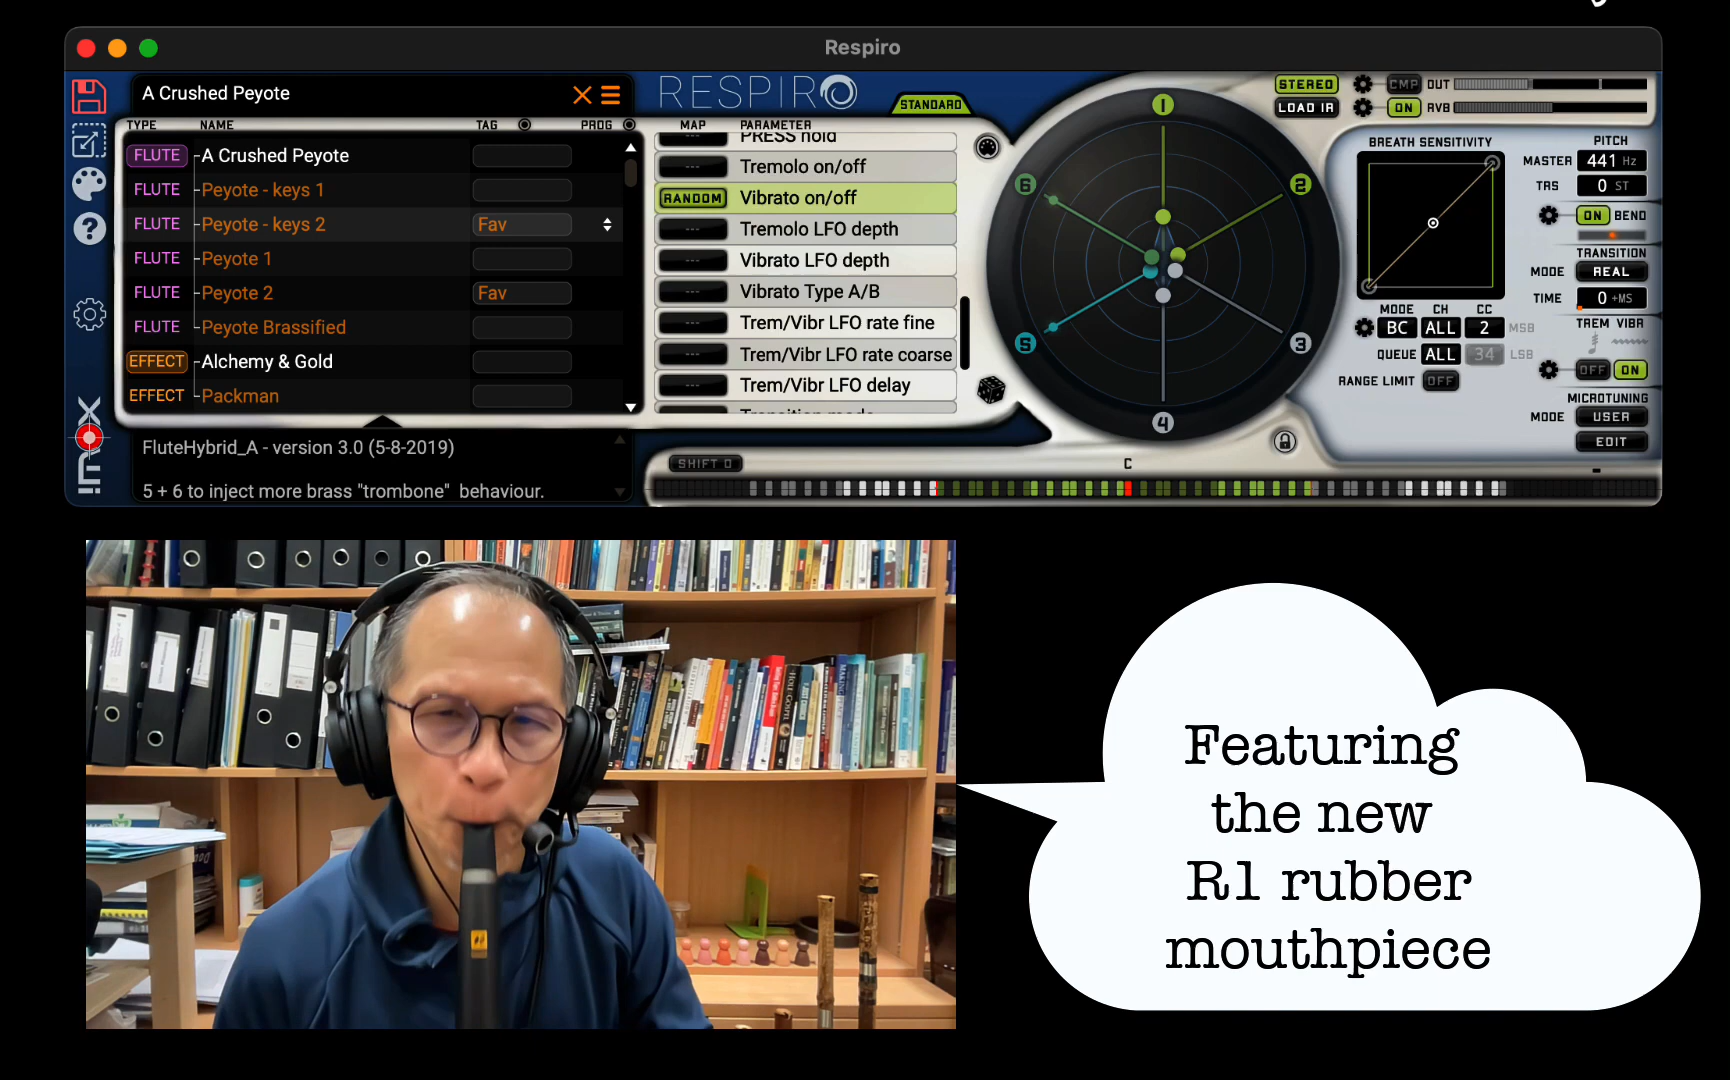 Respiro
A Crushed Peyote
RESPIRO
STANDARD
STEREO CMP OUT
LOAD IR ON RVB
TYPE NAME TAG PROG
FLUTE A Crushed Peyote
FLUTE Peyote - keys 1
FLUTE Peyote - keys 2 Fav
FLUTE Peyote 1
FLUTE Peyote 2 Fav
FLUTE Peyote Brassified
EFFECT Alchemy & Gold
EFFECT Packman
FluteHybrid_A - version 3.0 (5-8-2019)
5 + 6 to inject more brass "trombone" behaviour.
MAP PARAMETER
--- PRESS hold
--- Tremolo on/off
RANDOM Vibrato on/off
--- Tremolo LFO depth
--- Vibrato LFO depth
--- Vibrato Type A/B
--- Trem/Vibr LFO rate fine
--- Trem/Vibr LFO rate coarse
--- Trem/Vibr LFO delay
Transition mode
1
2
3
4
5
6
BREATH SENSITIVITY
MODE CH CC
BC ALL 2 MSB
QUEUE ALL 34 LSB
RANGE LIMIT OFF
PITCH
MASTER 441 Hz
TRS 0 ST
ON BEND
TRANSITION
MODE REAL
TIME 0 +MS
TREM VIBR
OFF ON
MICROTUNING
MODE USER
EDIT
SHIFT 0
C
Featuring
the new
R1 rubber
mouthpiece